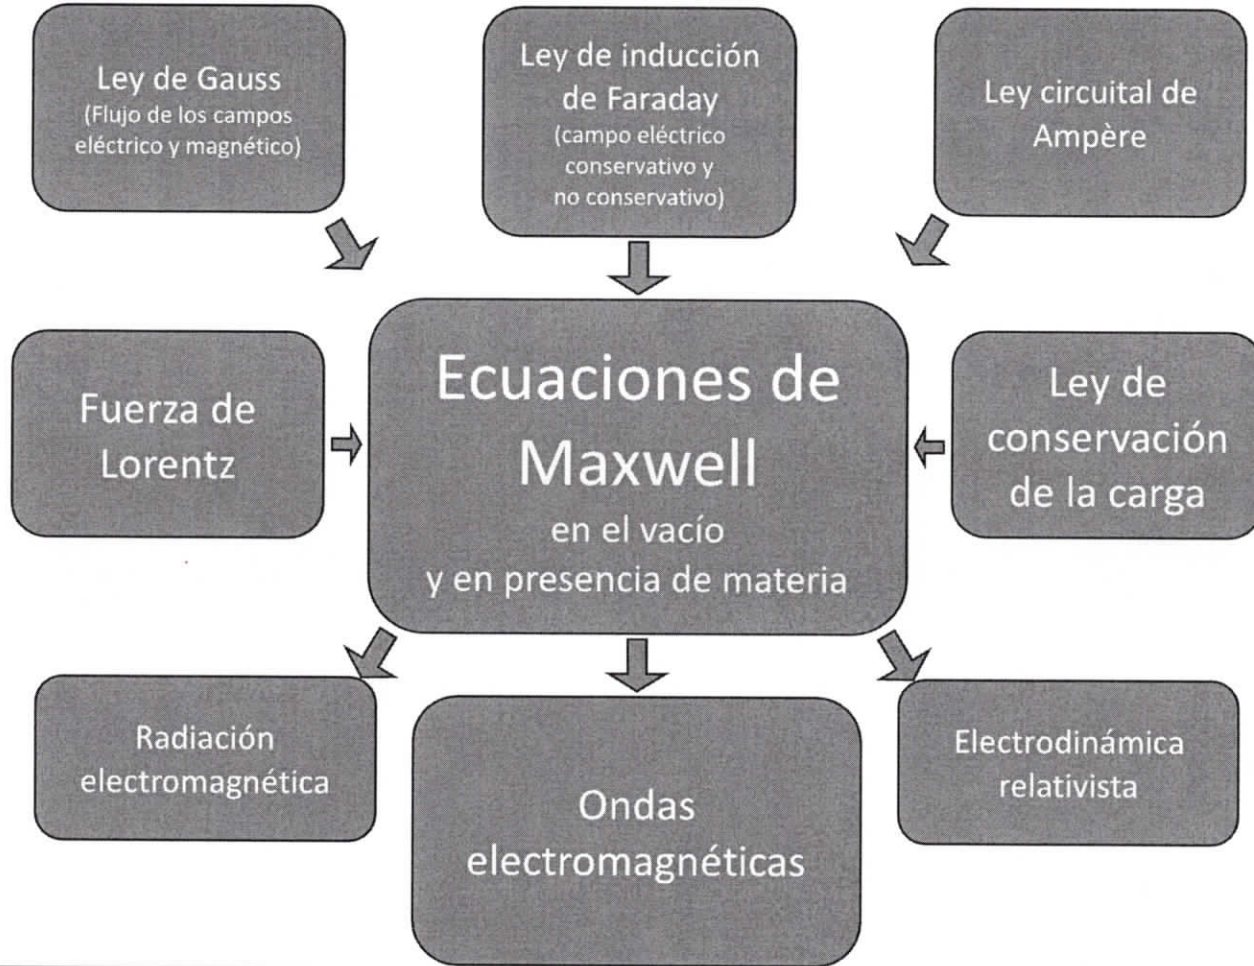 Ley de Gauss
(Flujo de los campos
eléctrico y magnético)
Ley de inducción
de Faraday
(campo eléctrico
conservativo y
no conservativo)
Ley circuital de
Ampère
Fuerza de
Lorentz
Ecuaciones de
Maxwell
en el vacío
y en presencia de materia
Ley de
conservación
de la carga
Radiación
electromagnética
Ondas
electromagnéticas
Electrodinámica
relativista